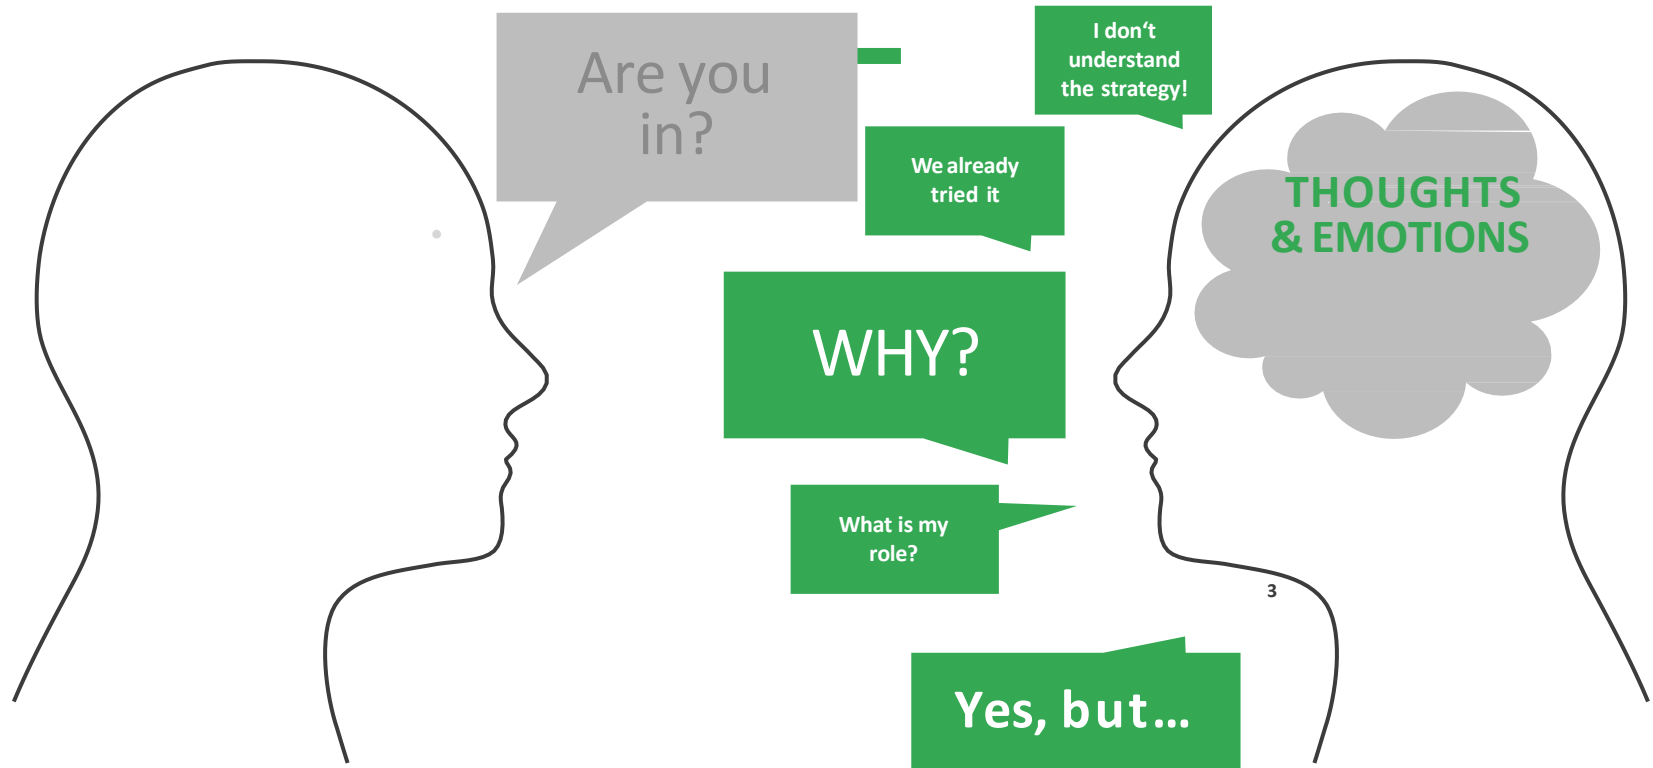 Are you
in?
I don‘t
understand
the strategy!
We already
tried it
THOUGHTS
& EMOTIONS
WHY?
What is my
role?
3
Yes, but...